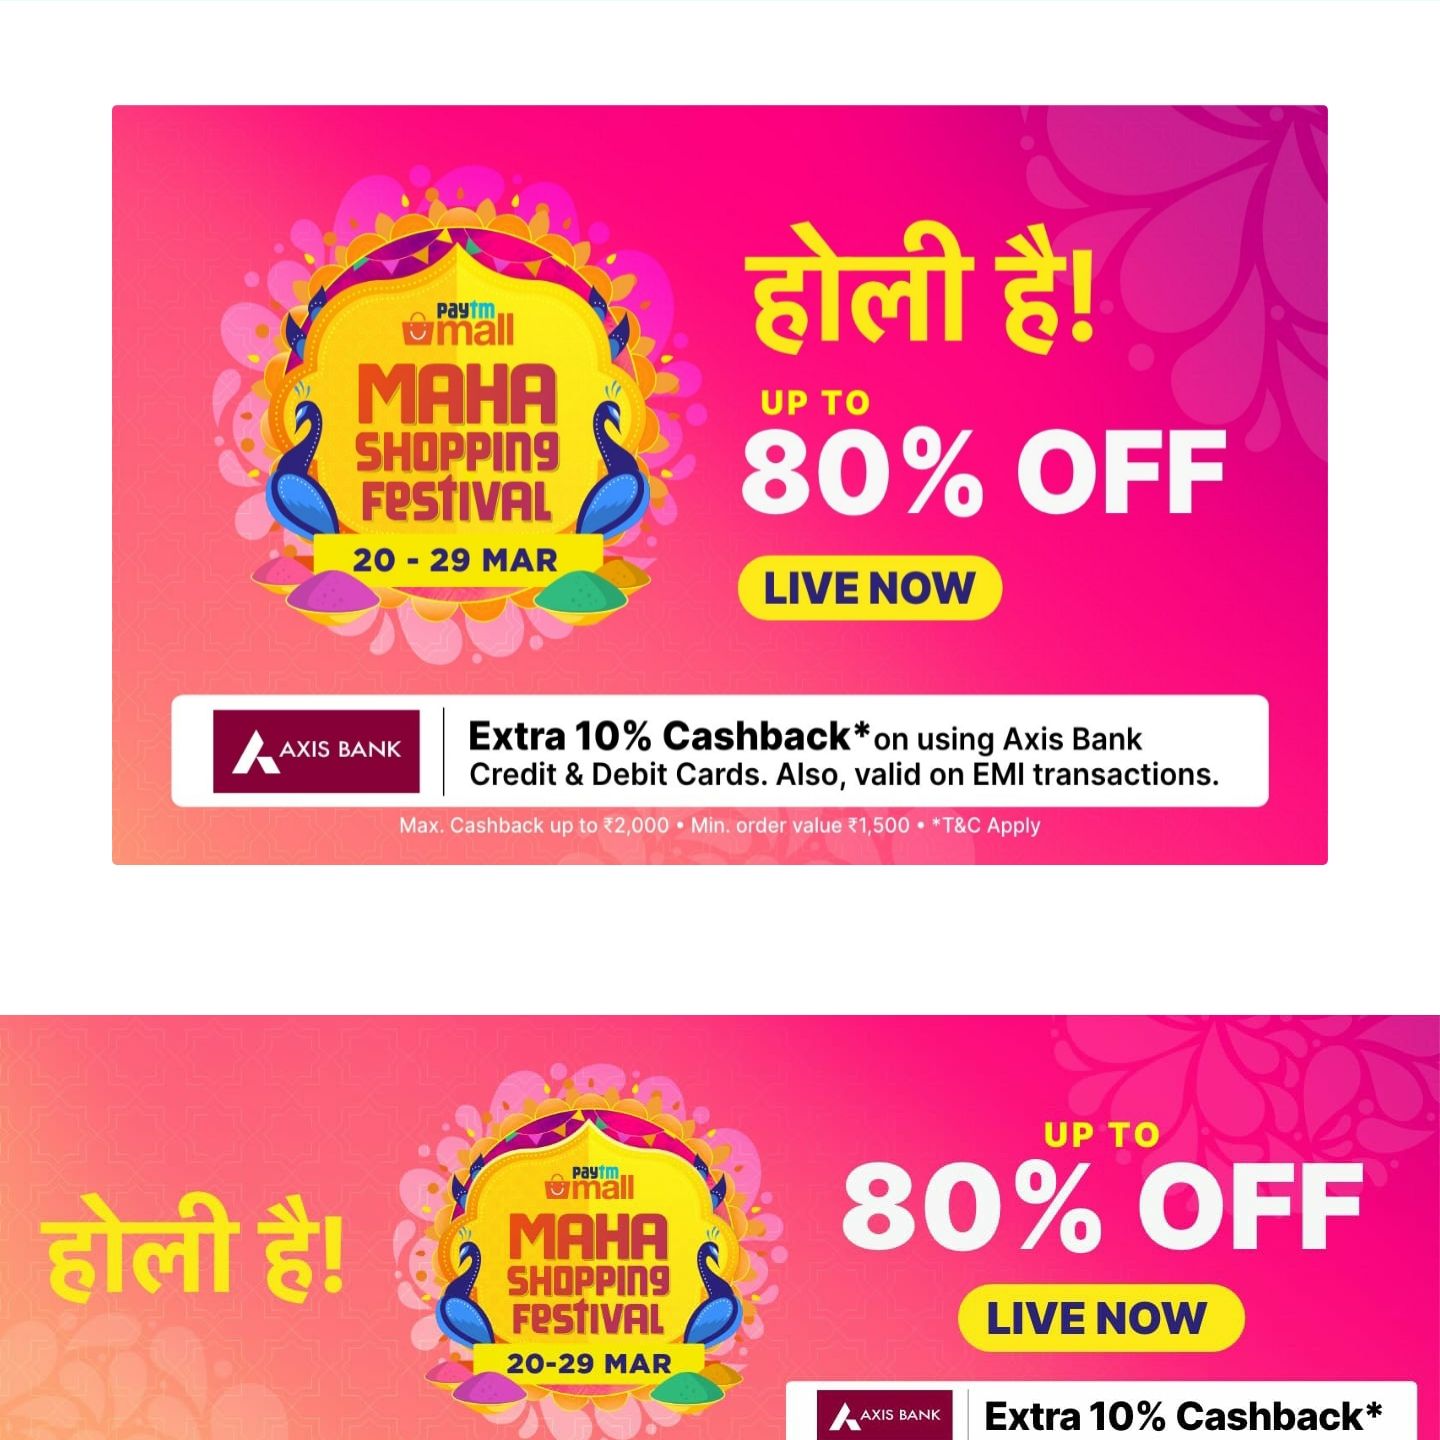 होली है!
paytm
mall
MAHA
SHOPPING
FESTIVAL
20 - 29 MAR
UP TO
80% OFF
LIVE NOW
AXIS BANK
Extra 10% Cashback* on using Axis Bank
Credit & Debit Cards. Also, valid on EMI transactions.
Max. Cashback up to ₹2,000 • Min. order value ₹1,500 • *T&C Apply
होली है!
paytm
mall
MAHA
SHOPPING
FESTIVAL
20-29 MAR
UP TO
80% OFF
LIVE NOW
AXIS BANK
Extra 10% Cashback*